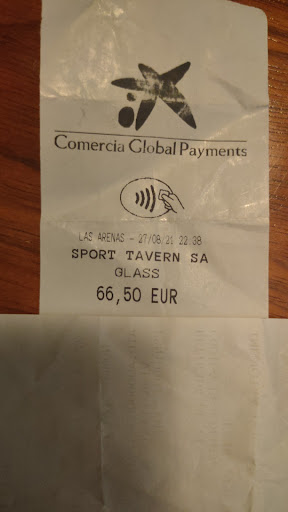 Comercia Global Payments
LAS ARENAS - 27/08/21 22:38
SPORT TAVERN SA
GLASS
66,50 EUR